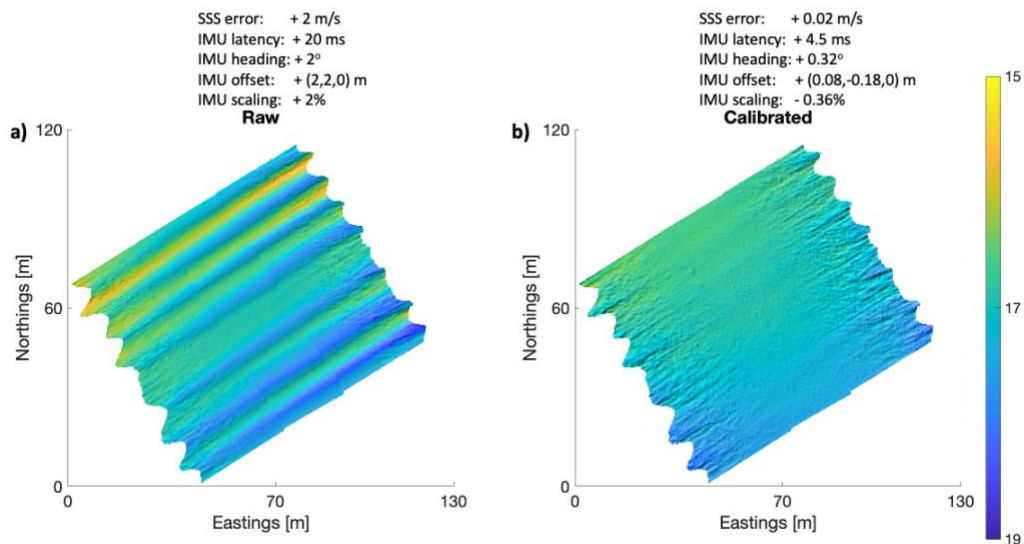 SSS error: + 2 m/s
IMU latency: + 20 ms
IMU heading: + 2°
IMU offset: + (2,2,0) m
IMU scaling: + 2%
Raw
a)
120
60
0
0
70
130
Northings [m]
Eastings [m]
SSS error: + 0.02 m/s
IMU latency: + 4.5 ms
IMU heading: + 0.32°
IMU offset: + (0.08,-0.18,0) m
IMU scaling: - 0.36%
Calibrated
b)
120
60
0
0
70
130
Northings [m]
Eastings [m]
15
17
19